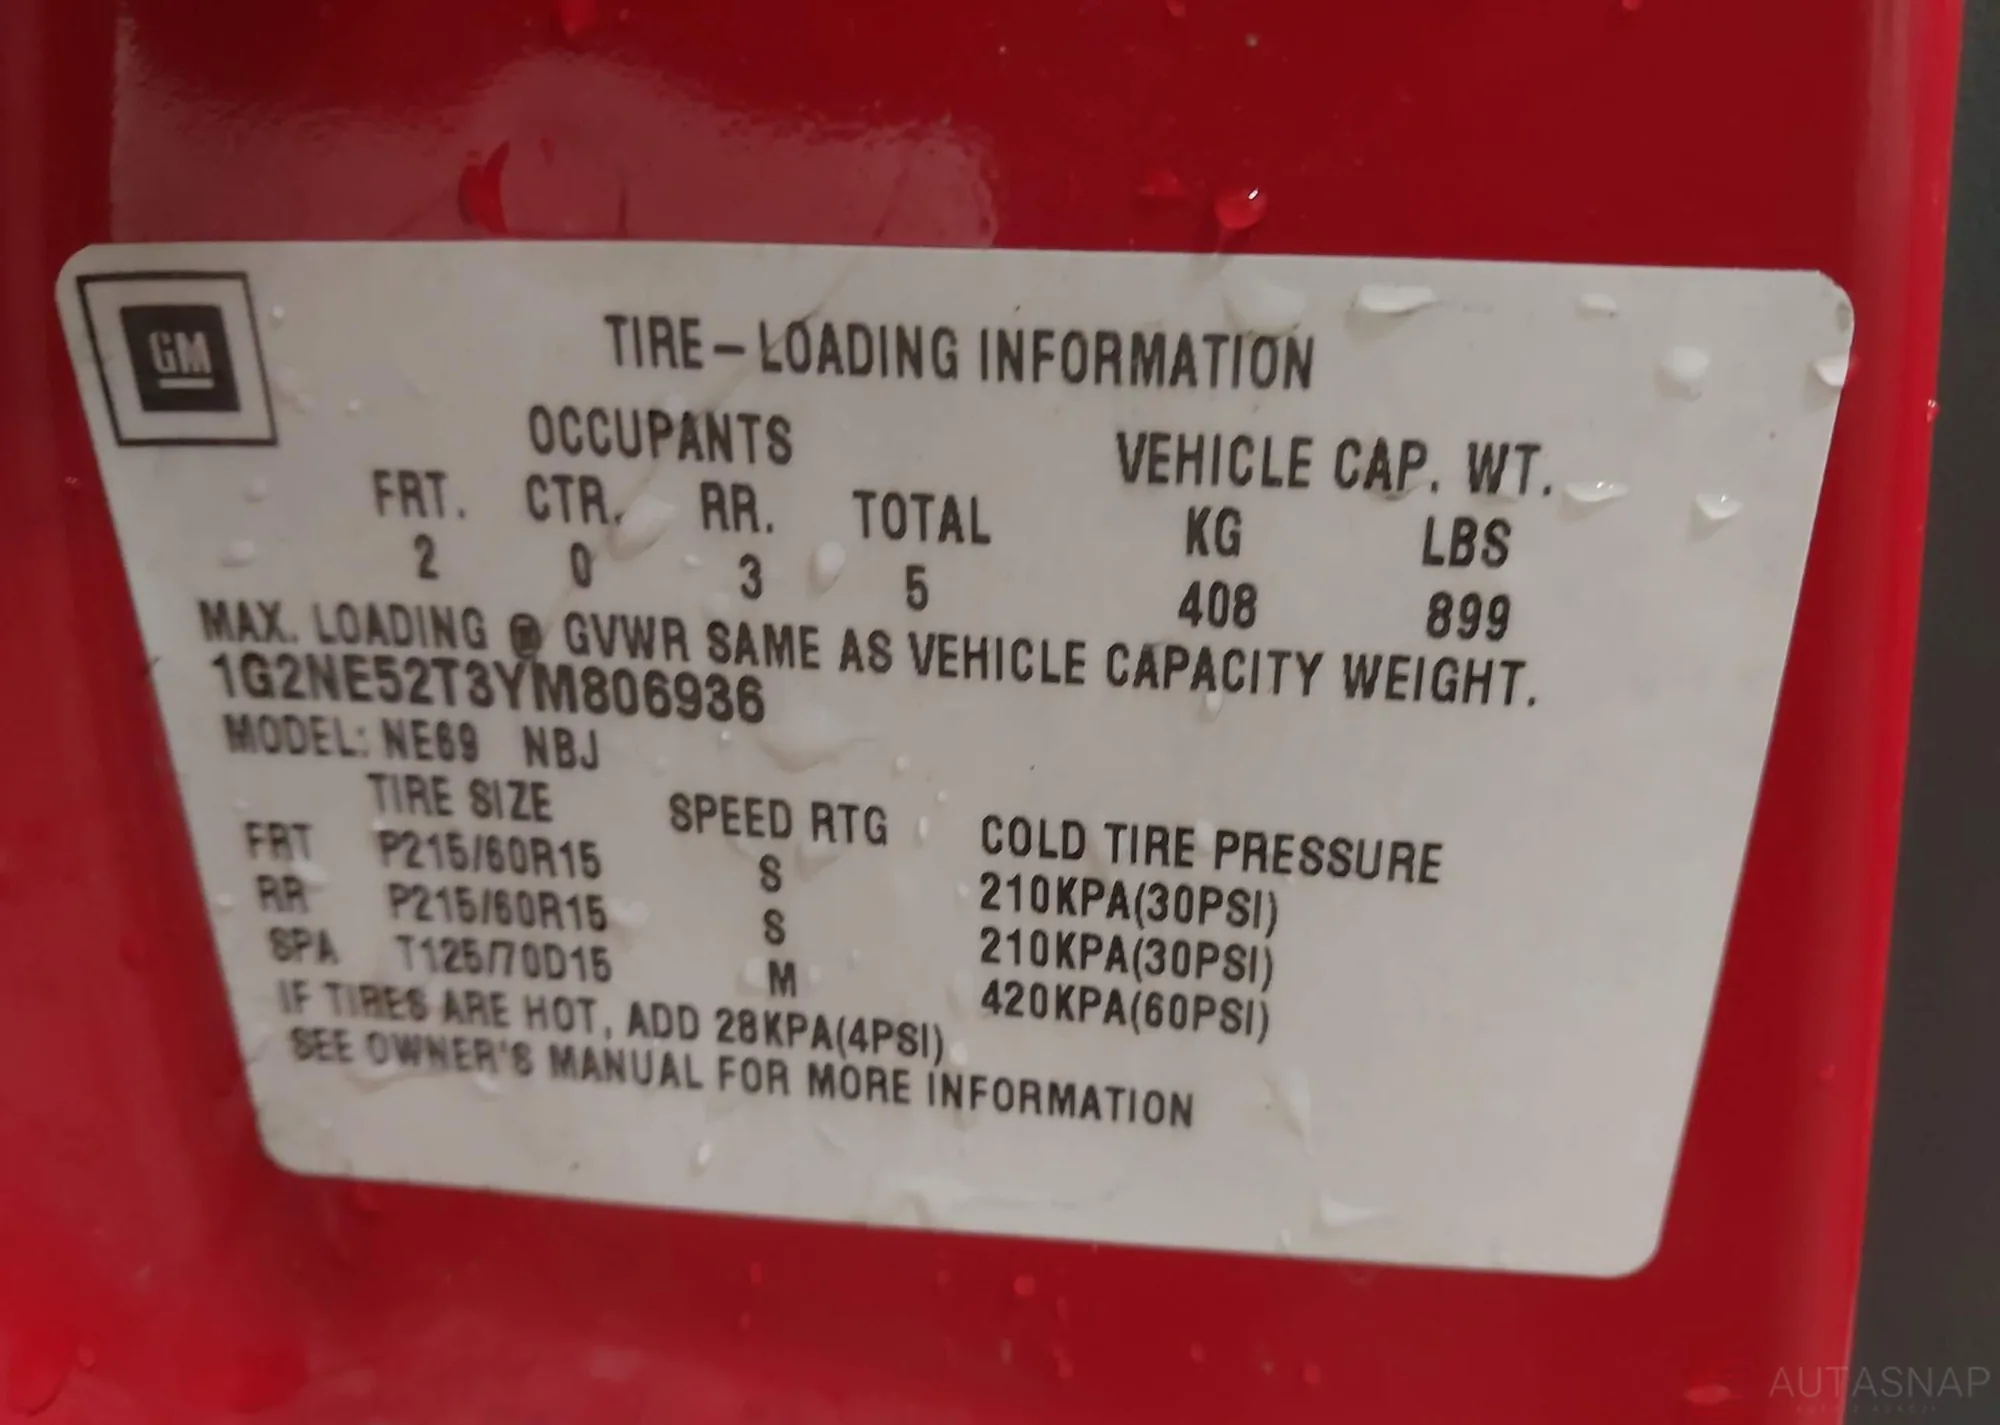 GM
TIRE-LOADING INFORMATION
OCCUPANTS VEHICLE CAP. WT.
FRT. CTR. RR. TOTAL KG LBS
2 0 3 5 408 899
MAX. LOADING @ GVWR SAME AS VEHICLE CAPACITY WEIGHT.
1G2NE52T3YM806936
MODEL: NE69 NBJ
TIRE SIZE SPEED RTG COLD TIRE PRESSURE
FRT P215/60R15 S 210KPA(30PSI)
RR P215/60R15 S 210KPA(30PSI)
SPA T125/70D15 M 420KPA(60PSI)
IF TIRES ARE HOT, ADD 28KPA(4PSI)
SEE OWNER'S MANUAL FOR MORE INFORMATION
AUTASNAP